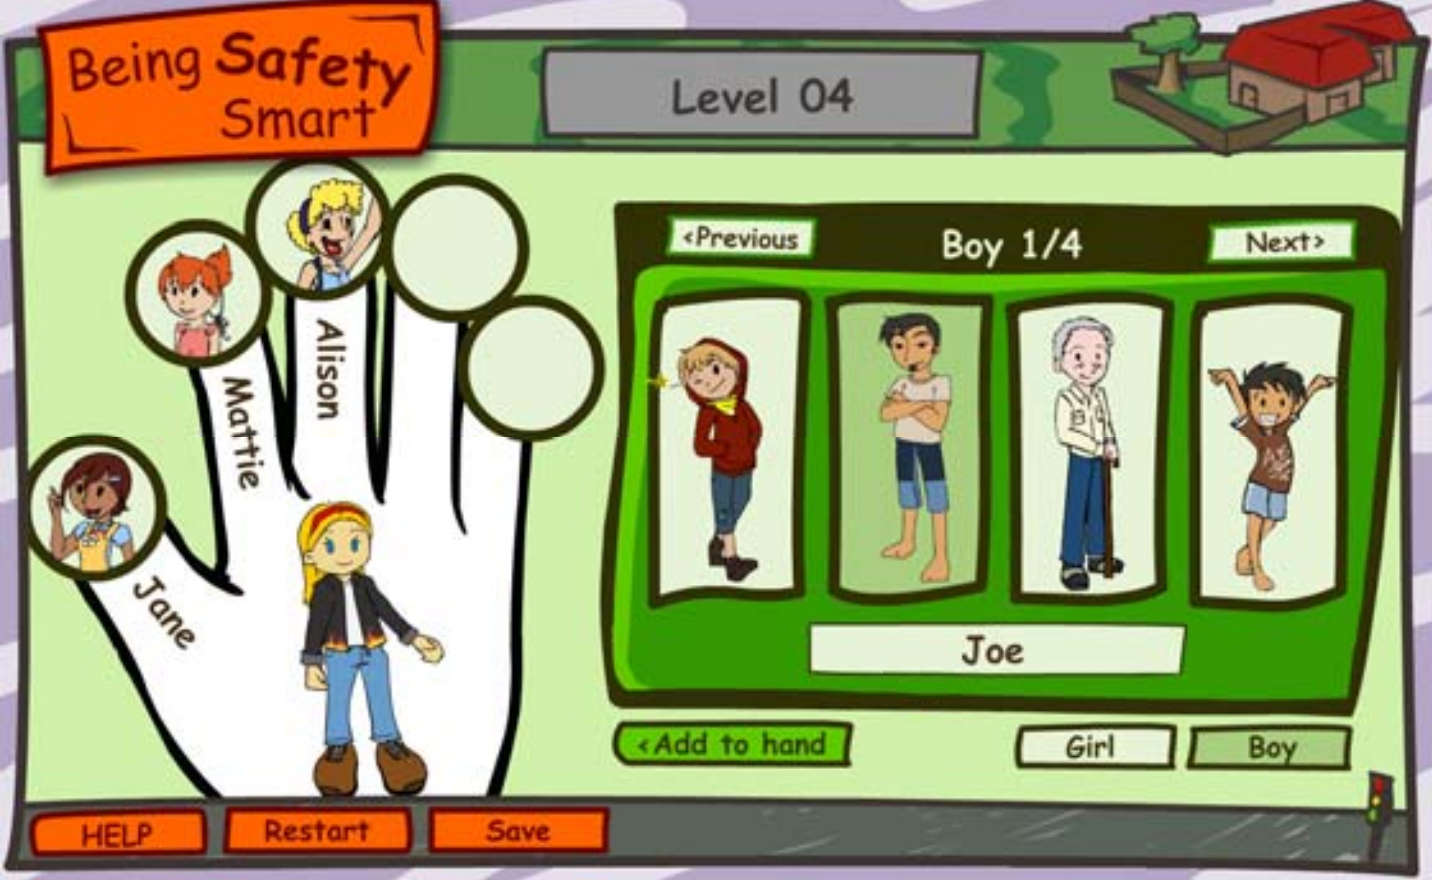 Being Safety
Smart
Level 04
<Previous
Boy 1/4
Next>
Alison
Mattie
Jane
Joe
<Add to hand
Girl
Boy
HELP
Restart
Save